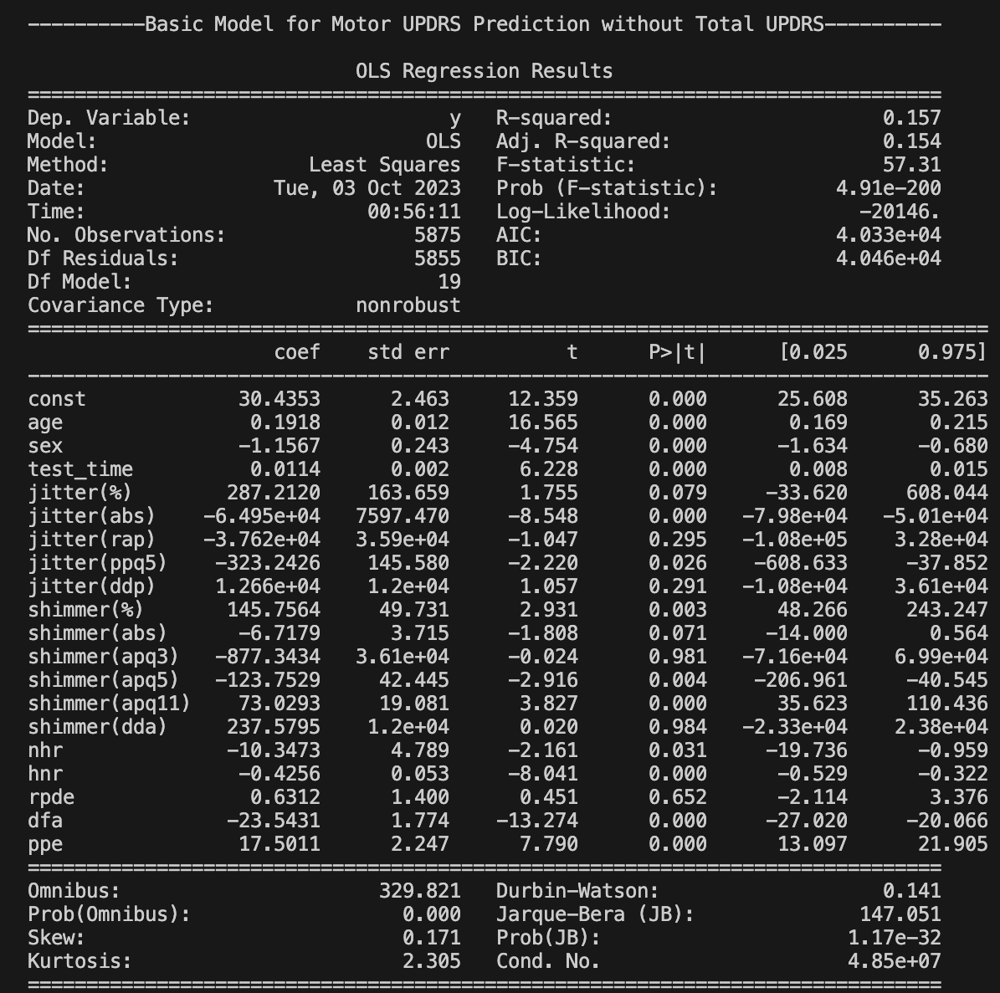 ----------Basic Model for Motor UPDRS Prediction without Total UPDRS----------
OLS Regression Results
==============================================================================
Dep. Variable: y R-squared: 0.157
Model: OLS Adj. R-squared: 0.154
Method: Least Squares F-statistic: 57.31
Date: Tue, 03 Oct 2023 Prob (F-statistic): 4.91e-200
Time: 00:56:11 Log-Likelihood: -20146.
No. Observations: 5875 AIC: 4.033e+04
Df Residuals: 5855 BIC: 4.046e+04
Df Model: 19
Covariance Type: nonrobust
==================================================================================
coef std err t P>|t| [0.025 0.975]
----------------------------------------------------------------------------------
const 30.4353 2.463 12.359 0.000 25.608 35.263
age 0.1918 0.012 16.565 0.000 0.169 0.215
sex -1.1567 0.243 -4.754 0.000 -1.634 -0.680
test_time 0.0114 0.002 6.228 0.000 0.008 0.015
jitter(%) 287.2120 163.659 1.755 0.079 -33.620 608.044
jitter(abs) -6.495e+04 7597.470 -8.548 0.000 -7.98e+04 -5.01e+04
jitter(rap) -3.762e+04 3.59e+04 -1.047 0.295 -1.08e+05 3.28e+04
jitter(ppq5) -323.2426 145.580 -2.220 0.026 -608.633 -37.852
jitter(ddp) 1.266e+04 1.2e+04 1.057 0.291 -1.08e+04 3.61e+04
shimmer(%) 145.7564 49.731 2.931 0.003 48.266 243.247
shimmer(abs) -6.7179 3.715 -1.808 0.071 -14.000 0.564
shimmer(apq3) -877.3434 3.61e+04 -0.024 0.981 -7.16e+04 6.99e+04
shimmer(apq5) -123.7529 42.445 -2.916 0.004 -206.961 -40.545
shimmer(apq11) 73.0293 19.081 3.827 0.000 35.623 110.436
shimmer(dda) 237.5795 1.2e+04 0.020 0.984 -2.33e+04 2.38e+04
nhr -10.3473 4.789 -2.161 0.031 -19.736 -0.959
hnr -0.4256 0.053 -8.041 0.000 -0.529 -0.322
rpde 0.6312 1.400 0.451 0.652 -2.114 3.376
dfa -23.5431 1.774 -13.274 0.000 -27.020 -20.066
ppe 17.5011 2.247 7.790 0.000 13.097 21.905
==============================================================================
Omnibus: 329.821 Durbin-Watson: 0.141
Prob(Omnibus): 0.000 Jarque-Bera (JB): 147.051
Skew: 0.171 Prob(JB): 1.17e-32
Kurtosis: 2.305 Cond. No. 4.85e+07
==============================================================================